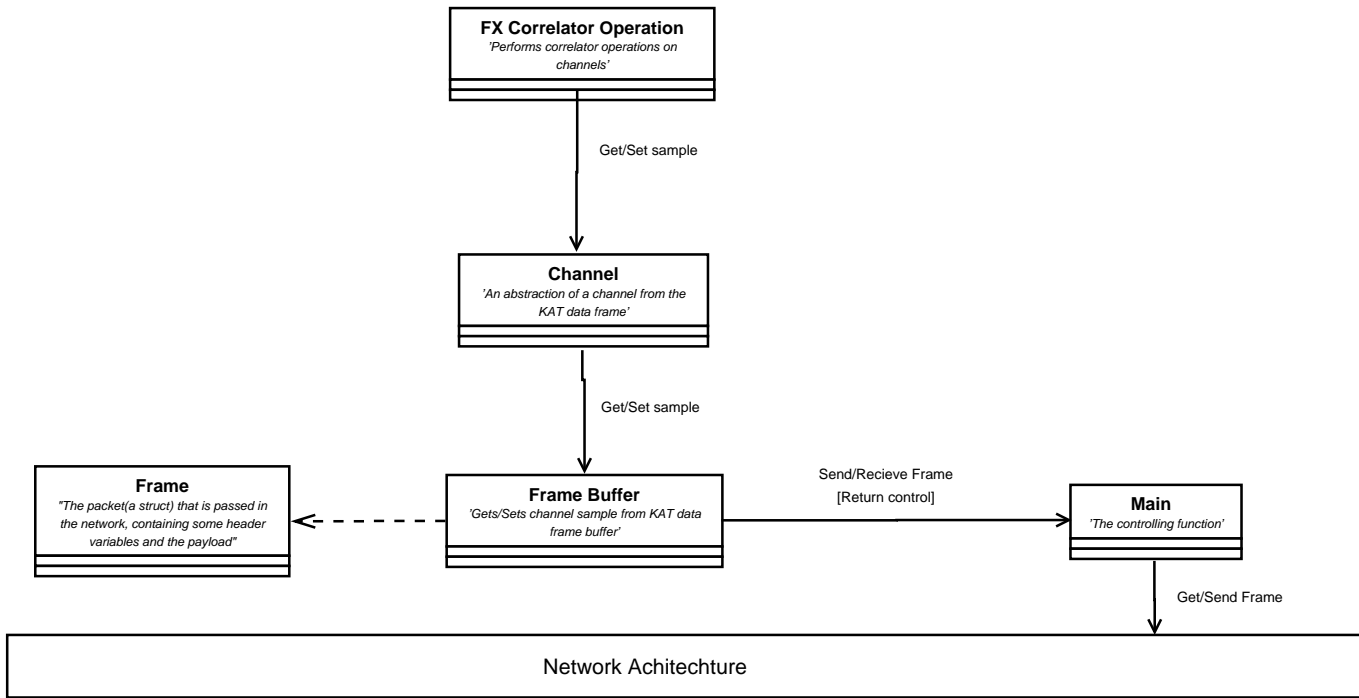 FX Correlator Operation
'Performs correlator operations on
channels'
Get/Set sample
Channel
'An abstraction of a channel from the
KAT data frame'
Get/Set sample
Frame
"The packet(a struct) that is passed in
the network, containing some header
variables and the payload"
Frame Buffer
'Gets/Sets channel sample from KAT data
frame buffer'
Send/Recieve Frame
[Return control]
Main
'The controlling function'
Get/Send Frame
Network Achitechture